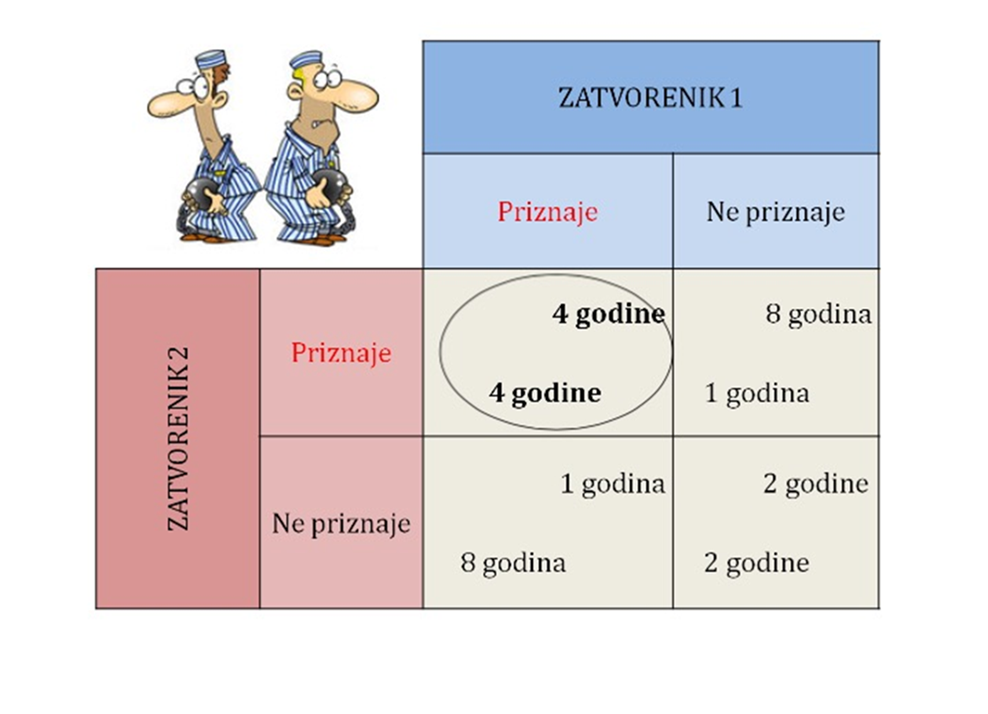 ZATVORENIK 1
Priznaje
Ne priznaje
ZATVORENIK 2
Priznaje
4 godine
4 godine
8 godina
1 godina
Ne priznaje
1 godina
8 godina
2 godine
2 godine